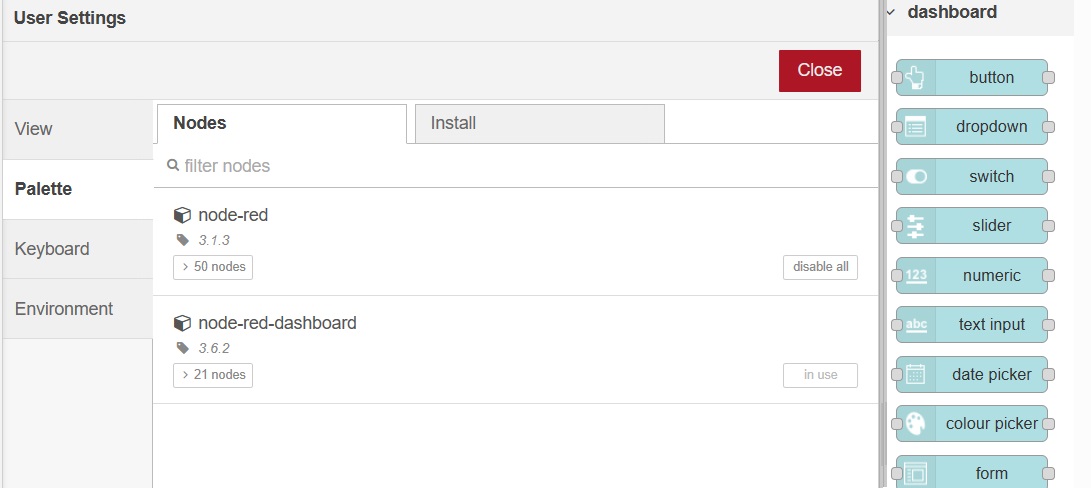 User Settings
Close
View
Palette
Keyboard
Environment
Nodes
Install
filter nodes
node-red
3.1.3
> 50 nodes
disable all
node-red-dashboard
3.6.2
> 21 nodes
in use
dashboard
button
dropdown
switch
slider
123
numeric
abc
text input
date picker
colour picker
form